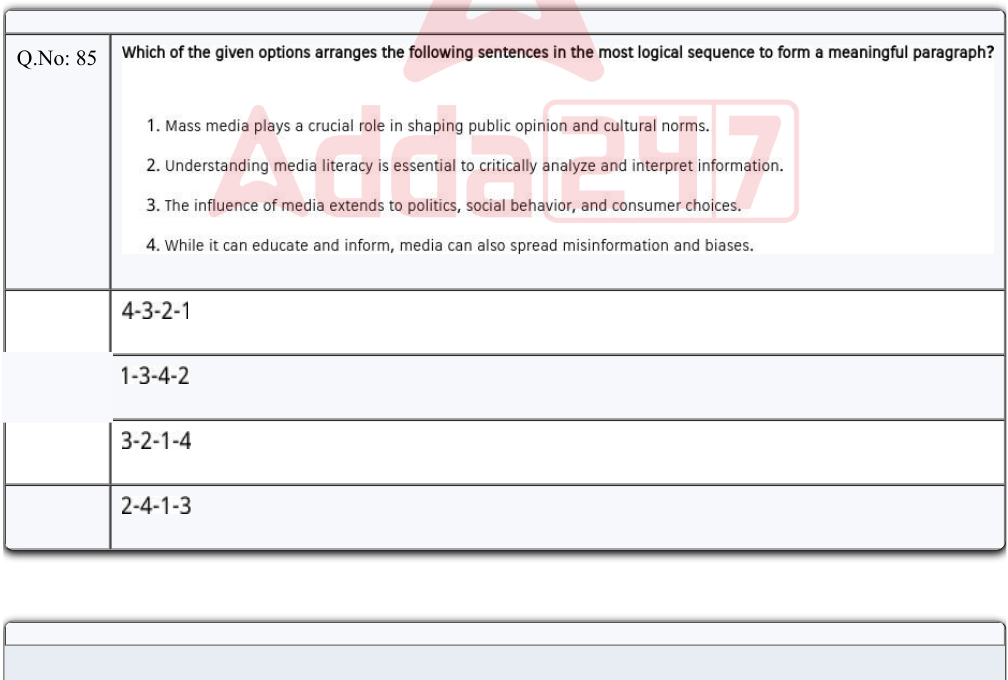 Q.No: 85
Which of the given options arranges the following sentences in the most logical sequence to form a meaningful paragraph?
1. Mass media plays a crucial role in shaping public opinion and cultural norms.
2. Understanding media literacy is essential to critically analyze and interpret information.
3. The influence of media extends to politics, social behavior, and consumer choices.
4. While it can educate and inform, media can also spread misinformation and biases.
Adda247
4-3-2-1
1-3-4-2
3-2-1-4
2-4-1-3